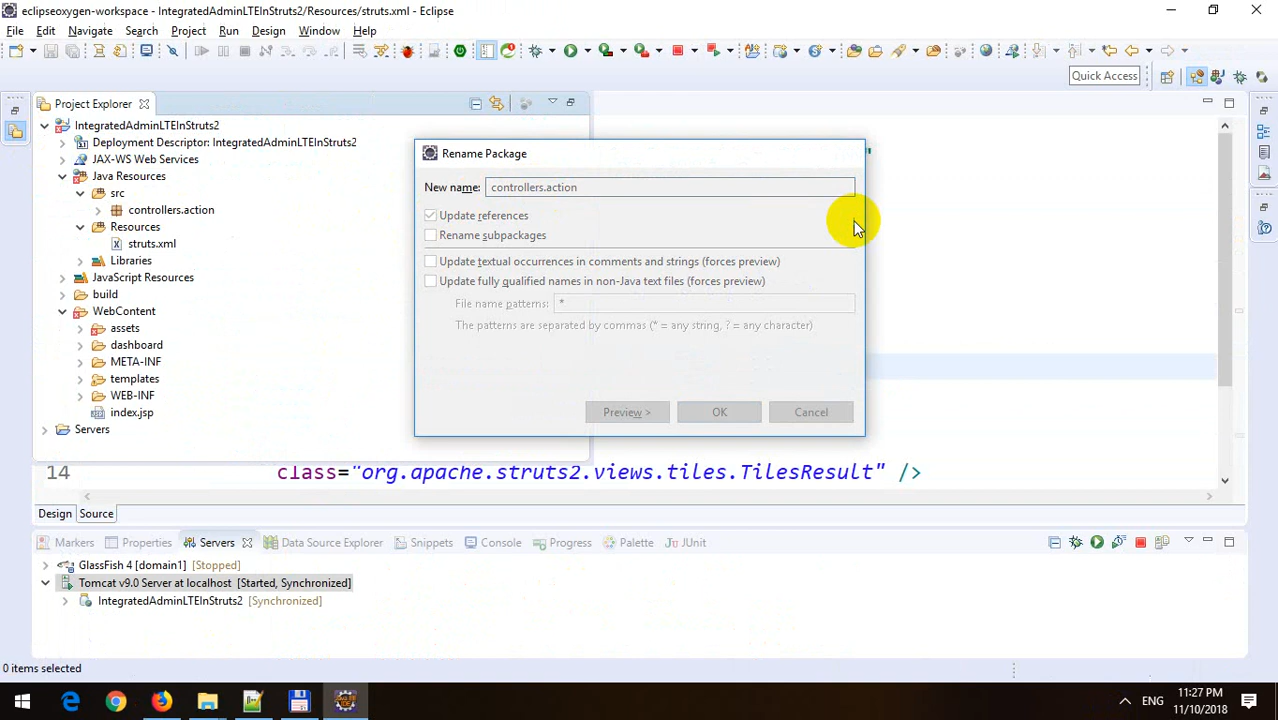 eclipseoxygen-workspace - IntegratedAdminLTEInStruts2/Resources/struts.xml - Eclipse
File Edit Navigate Search Project Run Design Window Help
Quick Access
Project Explorer
IntegratedAdminLTEInStruts2
Deployment Descriptor: IntegratedAdminLTEInStruts2
JAX-WS Web Services
Java Resources
src
controllers.action
Resources
struts.xml
Libraries
JavaScript Resources
build
WebContent
assets
dashboard
META-INF
templates
WEB-INF
index.jsp
Servers
Rename Package
New name: controllers.action
Update references
Rename subpackages
Update textual occurrences in comments and strings (forces preview)
Update fully qualified names in non-Java text files (forces preview)
File name patterns: *
The patterns are separated by commas (* = any string, ? = any character)
Preview > OK Cancel
"
14 class="org.apache.struts2.views.tiles.TilesResult" />
Design Source
Markers Properties Servers Data Source Explorer Snippets Console Progress Palette JUnit
GlassFish 4 [domain1] [Stopped]
Tomcat v9.0 Server at localhost [Started, Synchronized]
IntegratedAdminLTEInStruts2 [Synchronized]
0 items selected
ENG
11:27 PM
11/10/2018